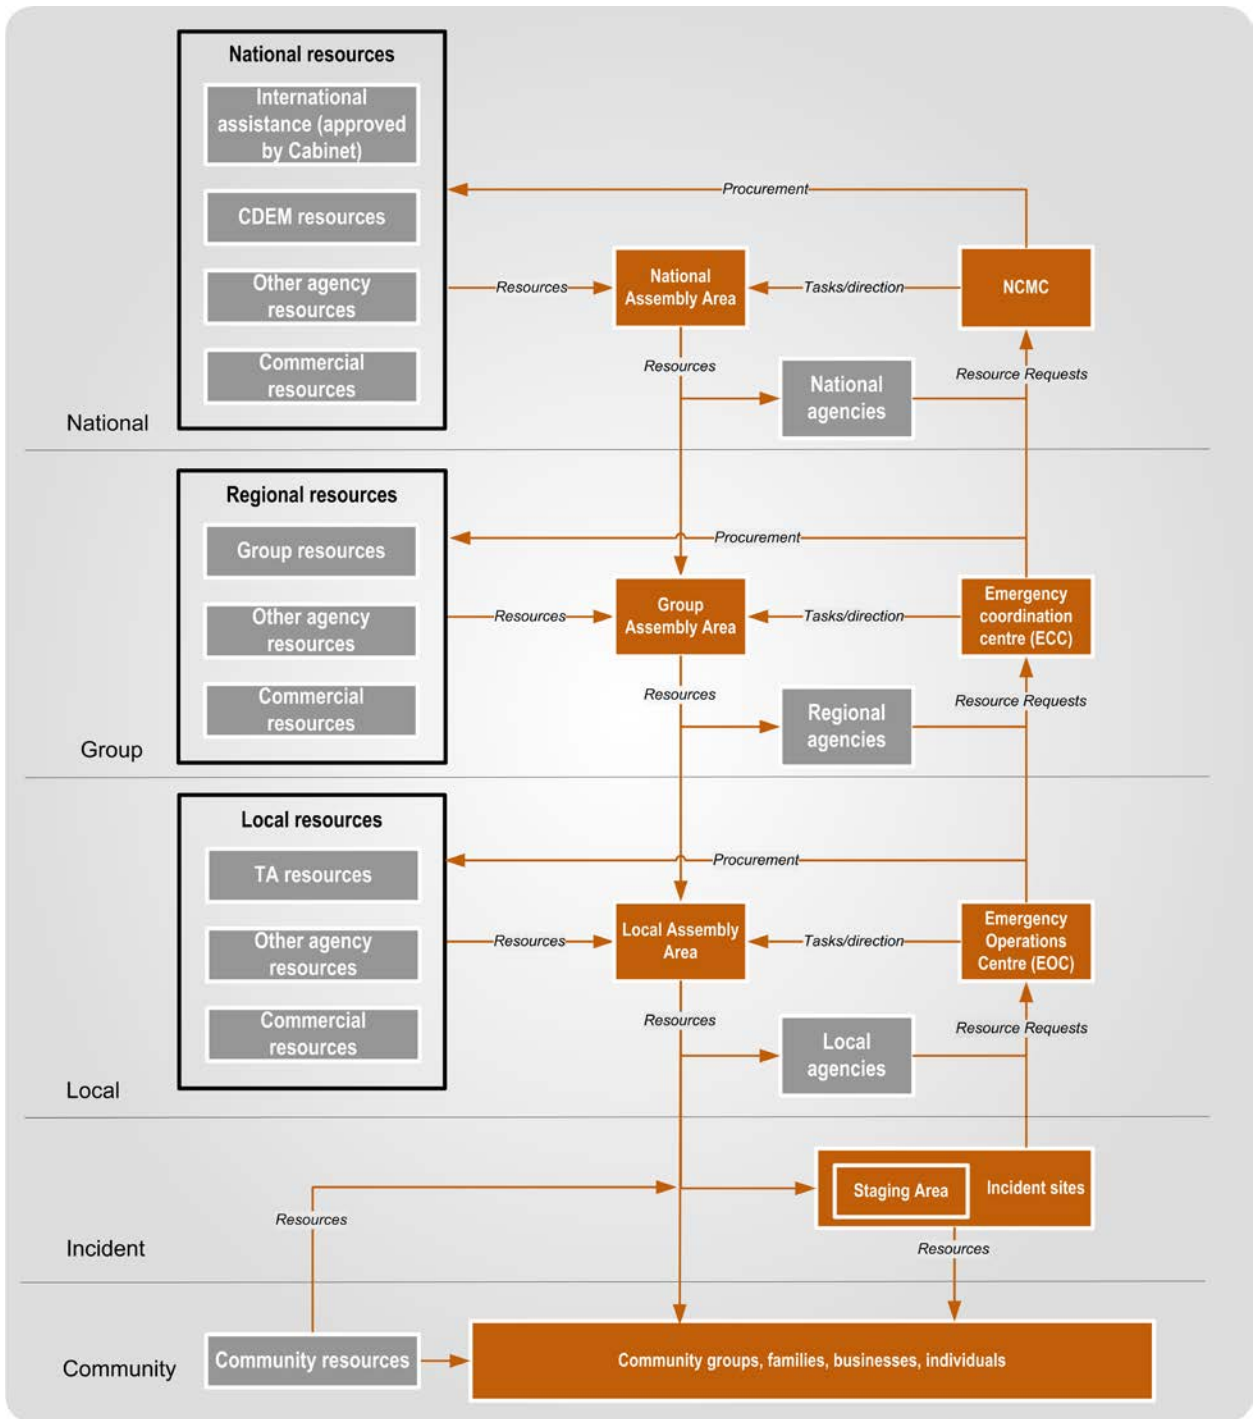 National resources
International
assistance (approved
by Cabinet)
Procurement
CDEM resources
National
Assembly Area
NCMC
Other agency
resources
Resources
Tasks/direction
Commercial
resources
Resources
National
agencies
Resource Requests
National
Regional resources
Group resources
Procurement
Group
Assembly Area
Emergency
coordination
centre (ECC)
Other agency
resources
Resources
Tasks/direction
Commercial
resources
Resources
Regional
agencies
Resource Requests
Group
Local resources
TA resources
Procurement
Local Assembly
Area
Emergency
Operations
Centre (EOC)
Other agency
resources
Resources
Tasks/direction
Commercial
resources
Resources
Local
agencies
Resource Requests
Local
Staging Area
Incident sites
Resources
Resources
Incident
Community
Community resources
Community groups, families, businesses, individuals